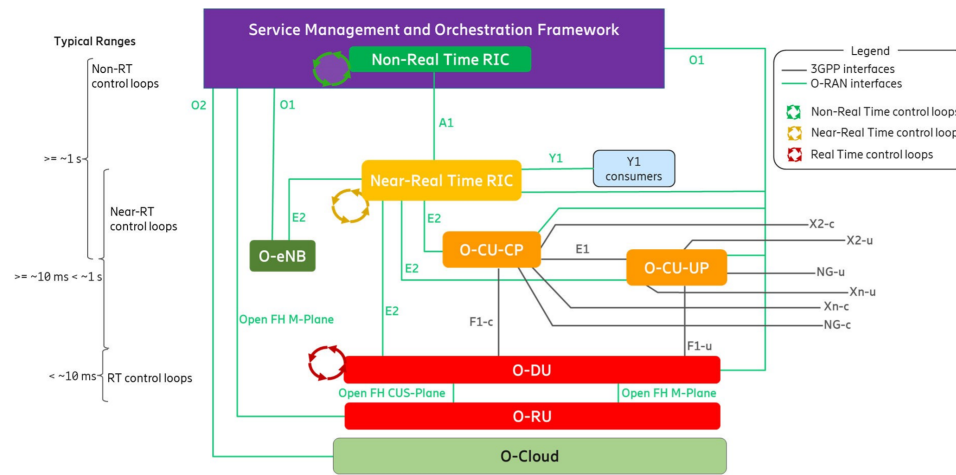 Typical Ranges
Non-RT
control loops
>= ~1 s
Near-RT
control loops
>= ~10 ms < ~1 s
< ~10 ms
RT control loops
Service Management and Orchestration Framework
Non-Real Time RIC
O2
O1
A1
O1
Near-Real Time RIC
Y1
Y1
consumers
E2
E2
O-eNB
O-CU-CP
E1
O-CU-UP
E2
E2
X2-c
X2-u
NG-u
Xn-u
Xn-c
NG-c
Open FH M-Plane
F1-c
F1-u
O-DU
Open FH CUS-Plane
Open FH M-Plane
O-RU
O-Cloud
Legend
3GPP interfaces
O-RAN interfaces
Non-Real Time control loops
Near-Real Time control loop
Real Time control loops